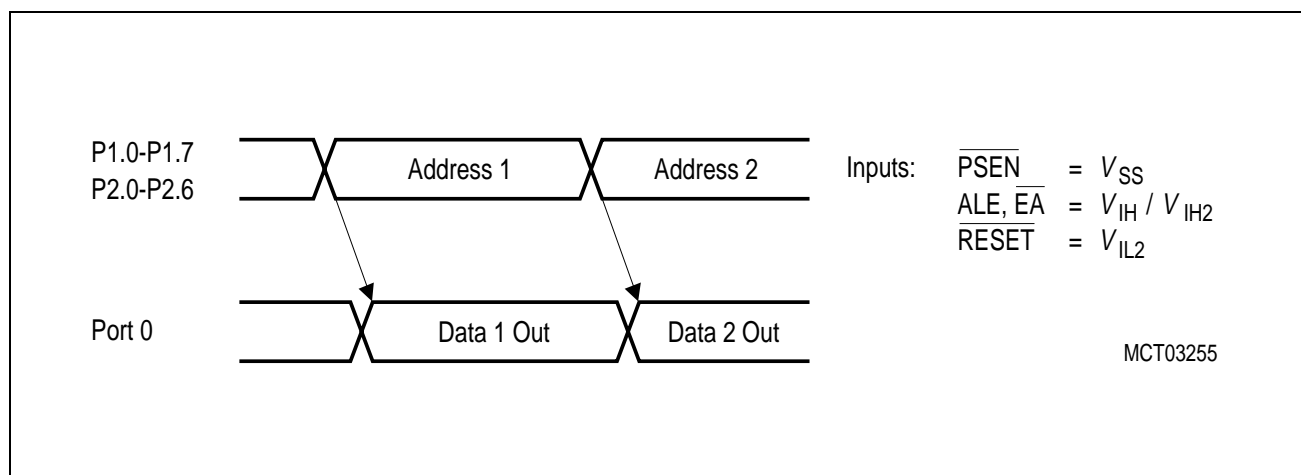 P1.0-P1.7
P2.0-P2.6
Address 1
Address 2
Port 0
Data 1 Out
Data 2 Out
Inputs: PSEN = VSS
ALE, EA = VIH / VIH2
RESET = VIL2
MCT03255